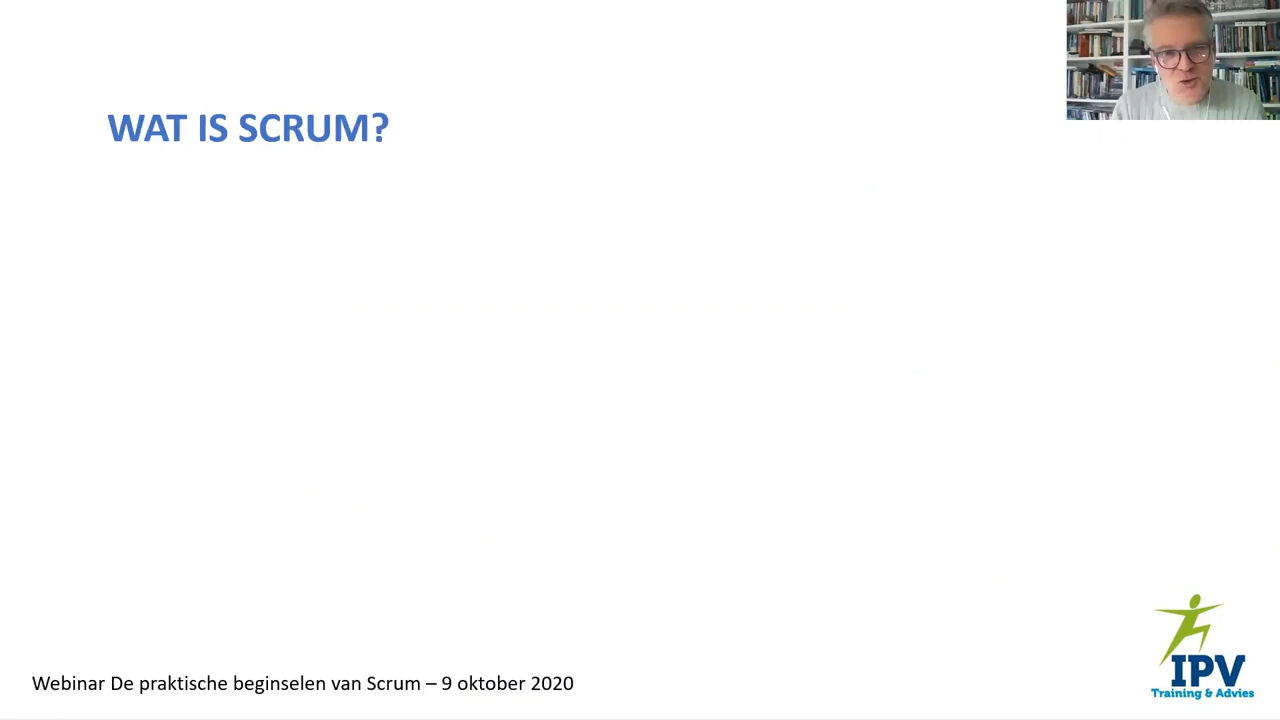 WAT IS SCRUM?
Webinar De praktische beginselen van Scrum – 9 oktober 2020
IPV
Training & Advies